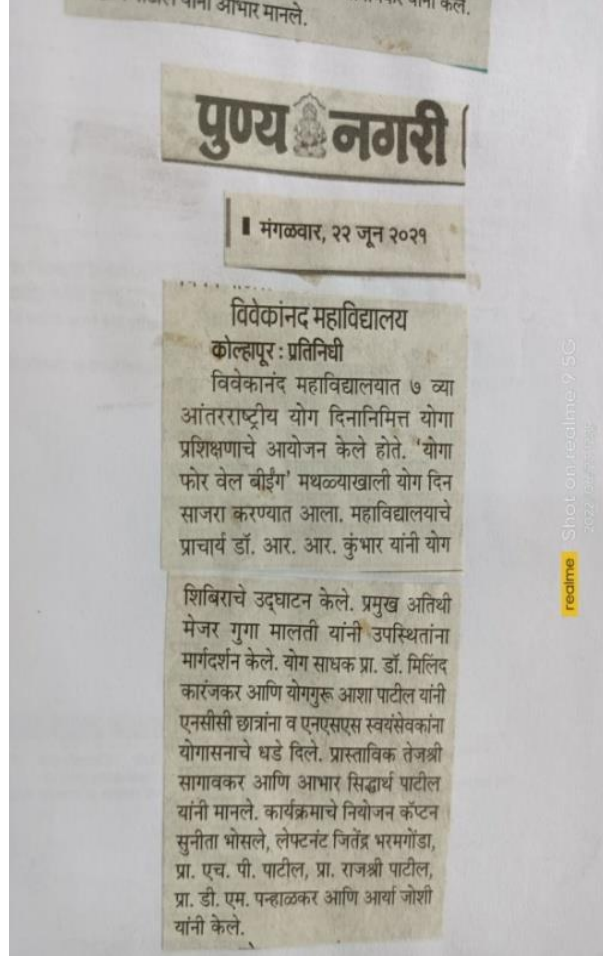 आभार मानले.
यांनी केले.
पुण्य नगरी
मंगळवार, २२ जून २०२१
विवेकांनद महाविद्यालय
कोल्हापूर : प्रतिनिधी
विवेकानंद महाविद्यालयात ७ व्या
आंतरराष्ट्रीय योग दिनानिमित्त योगा
प्रशिक्षणाचे आयोजन केले होते. 'योगा
फोर वेल बीईंग' मथळ्याखाली योग दिन
साजरा करण्यात आला. महाविद्यालयाचे
प्राचार्य डॉ. आर. आर. कुंभार यांनी योग
शिबिराचे उद्घाटन केले. प्रमुख अतिथी
मेजर गुगा मालती यांनी उपस्थितांना
मार्गदर्शन केले. योग साधक प्रा. डॉ. मिलिंद
कारंजकर आणि योगगुरू आशा पाटील यांनी
एनसीसी छात्रांना व एनएसएस स्वयंसेवकांना
योगासनाचे धडे दिले. प्रास्ताविक तेजश्री
सागावकर आणि आभार सिद्धार्थ पाटील
यांनी मानले. कार्यक्रमाचे नियोजन कॅप्टन
सुनीता भोसले, लेफ्टनंट जितेंद्र भरमगोंडा,
प्रा. एच. पी. पाटील, प्रा. राजश्री पाटील,
प्रा. डी. एम. पन्हाळकर आणि आर्या जोशी
यांनी केले.
realme Shot on realme 9 5G